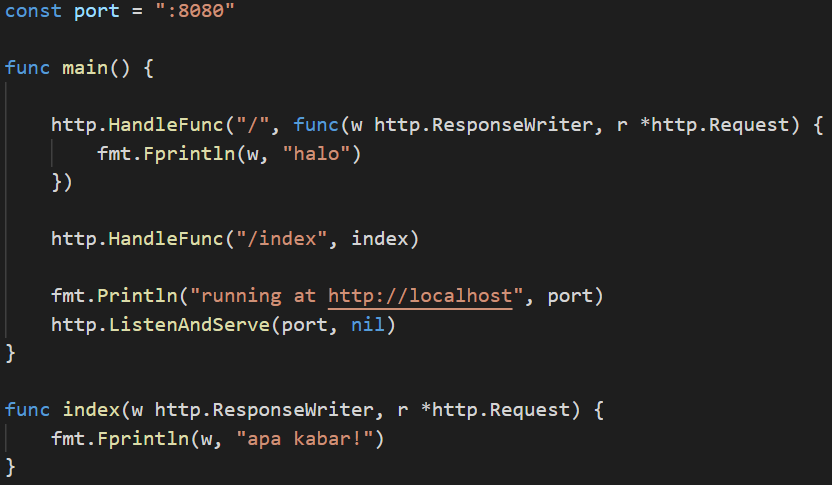 const port = ":8080"
func main() {
http.HandleFunc("/", func(w http.ResponseWriter, r *http.Request) {
fmt.Fprintln(w, "halo")
})
http.HandleFunc("/index", index)
fmt.Println("running at http://localhost", port)
http.ListenAndServe(port, nil)
}
func index(w http.ResponseWriter, r *http.Request) {
fmt.Fprintln(w, "apa kabar!")
}